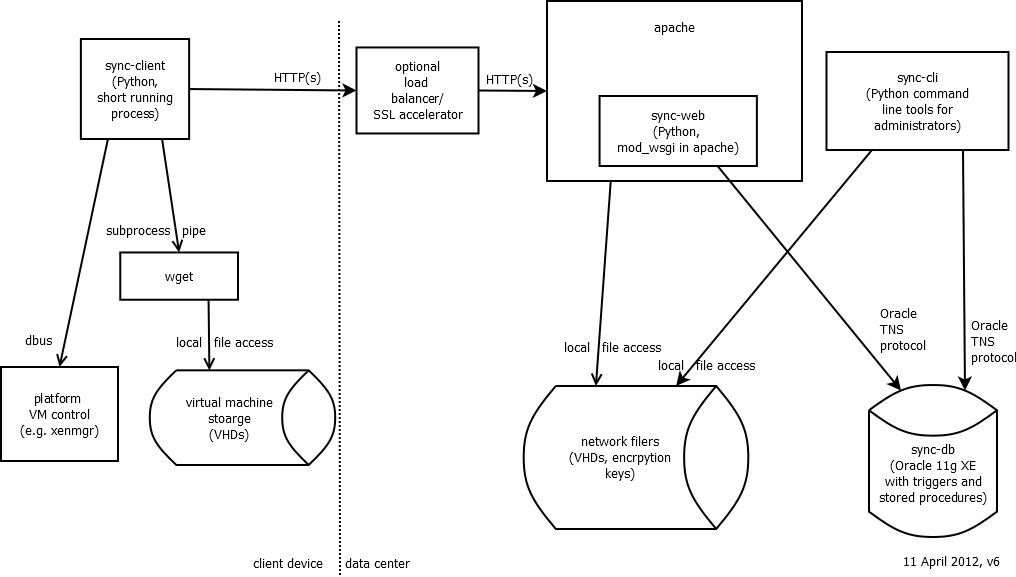 apache
sync-client
(Python,
short running
process)
HTTP(s)
optional
load
balancer/
SSL accelerator
HTTP(s)
sync-web
(Python,
mod_wsgi in apache)
sync-cli
(Python command
line tools for
administrators)
subprocess pipe
wget
dbus
local file access
platform
VM control
(e.g. xenmgr)
virtual machine
stoarge
(VHDs)
local file access
local file access
Oracle
TNS
protocol
Oracle
TNS
protocol
network filers
(VHDs, encrpytion
keys)
sync-db
(Oracle 11g XE
with triggers and
stored procedures)
client device
data center
11 April 2012, v6